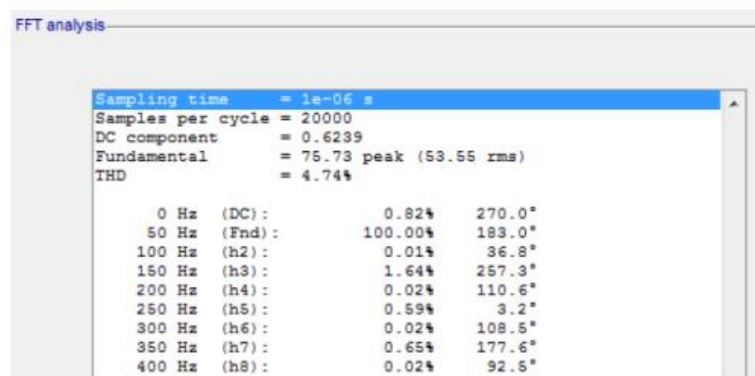 FFT analysis
Sampling time = 1e-06 s
Samples per cycle = 20000
DC component = 0.6239
Fundamental = 75.73 peak (53.55 rms)
THD = 4.74%
0 Hz (DC): 0.82% 270.0°
50 Hz (Fnd): 100.00% 183.0°
100 Hz (h2): 0.01% 36.8°
150 Hz (h3): 1.64% 257.3°
200 Hz (h4): 0.02% 110.6°
250 Hz (h5): 0.59% 3.2°
300 Hz (h6): 0.02% 108.5°
350 Hz (h7): 0.65% 177.6°
400 Hz (h8): 0.02% 92.5°